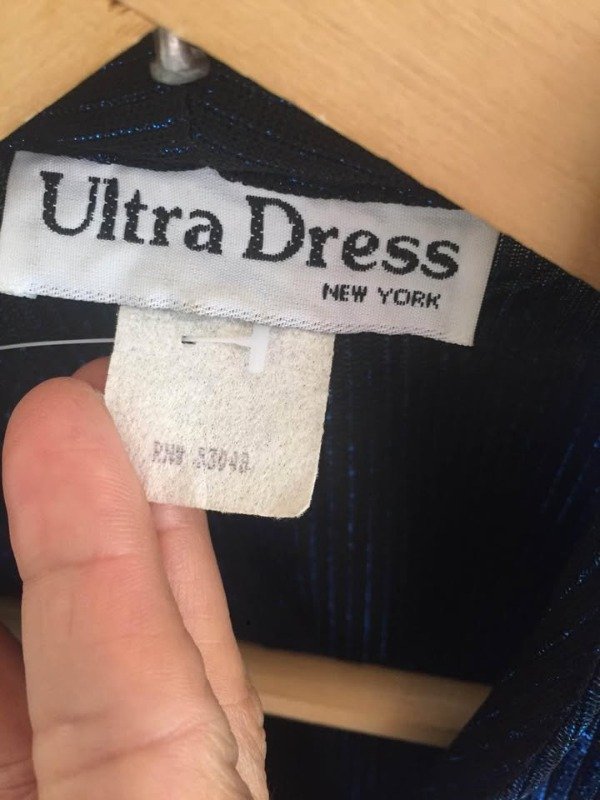 Ultra Dress
NEW YORK
RN# 53048